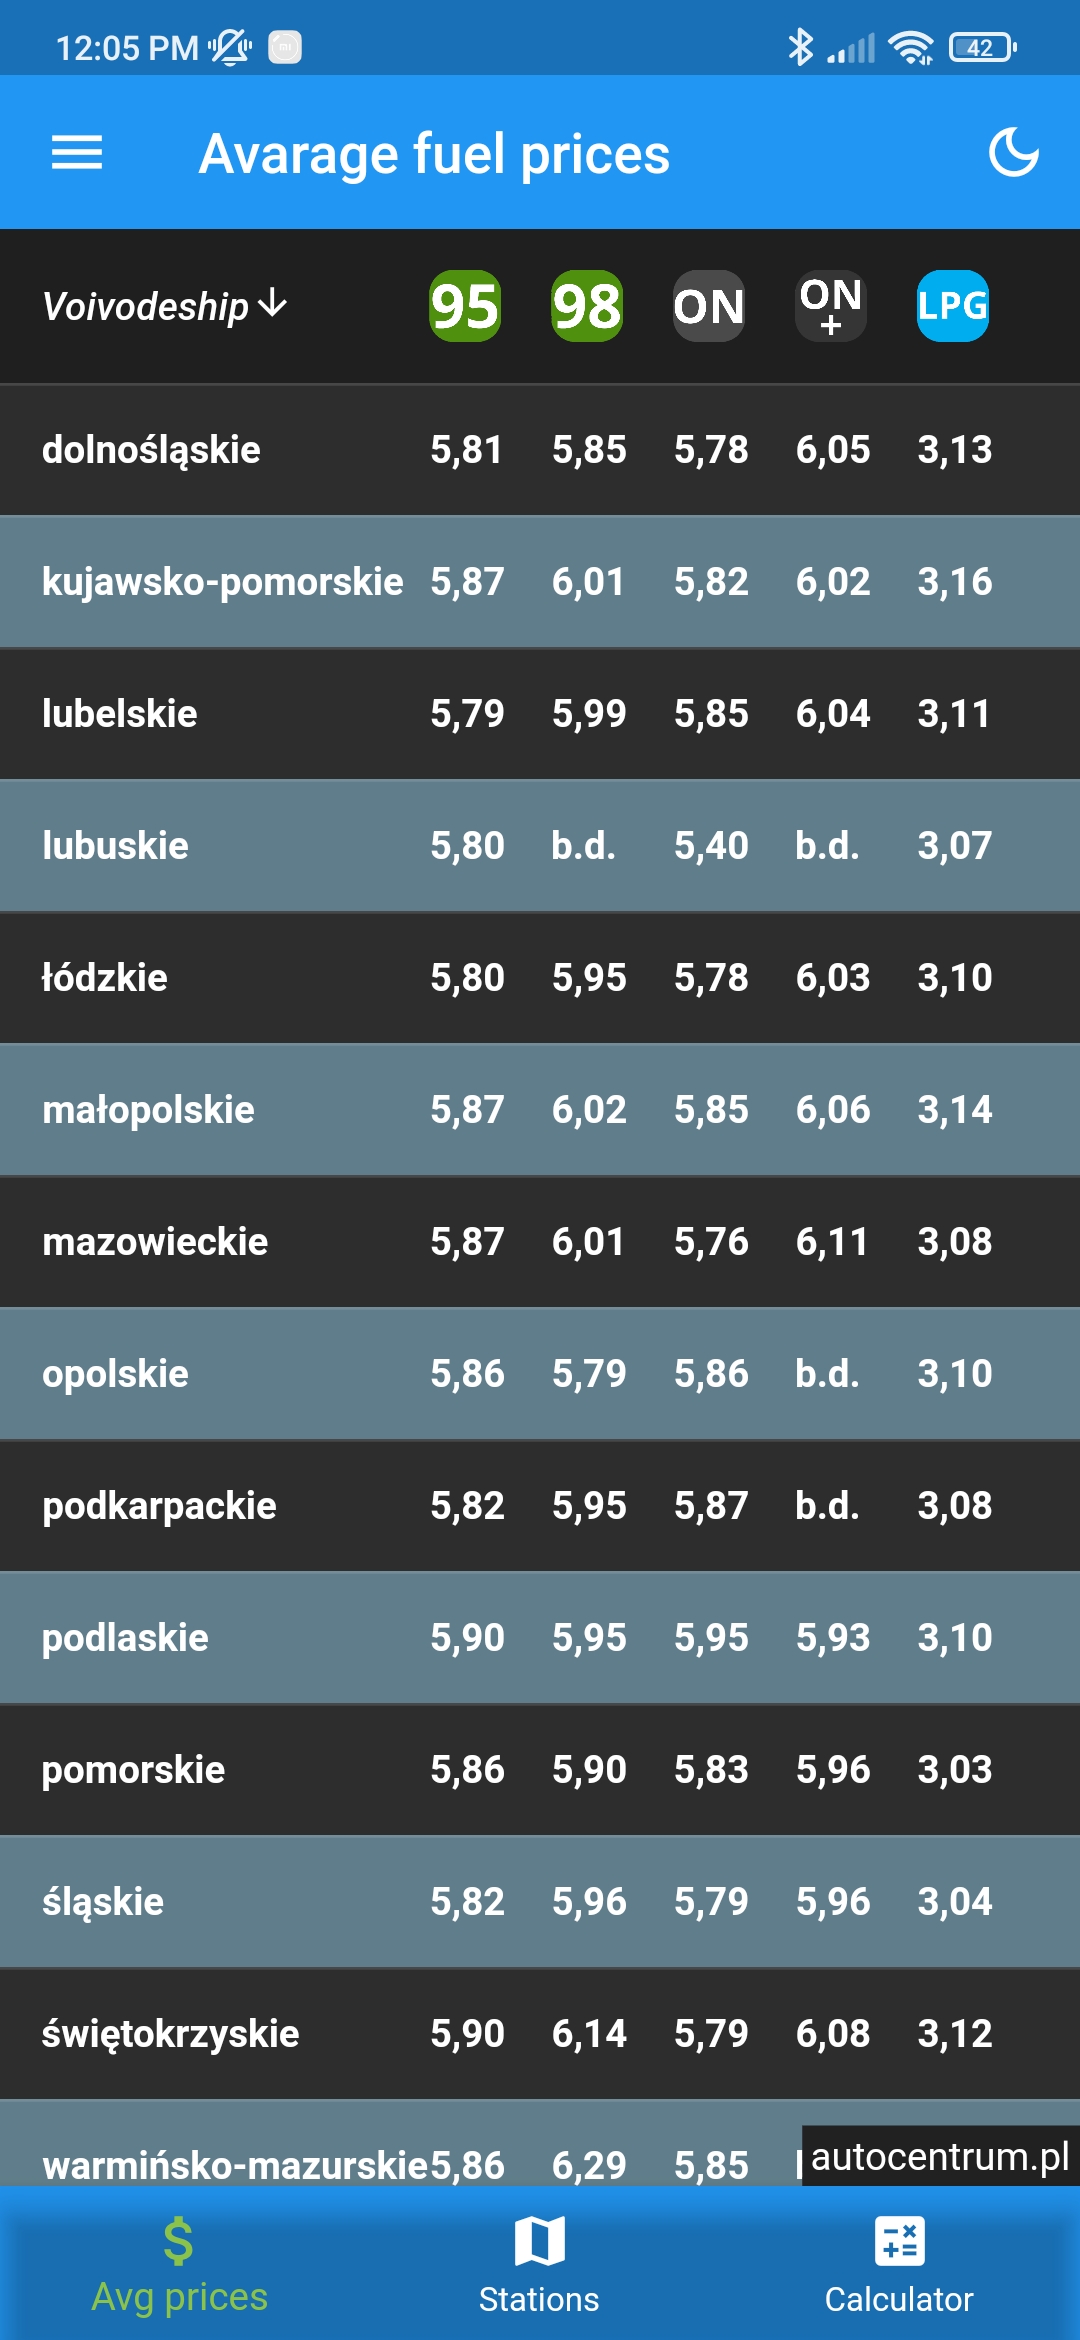 12:05 PM 42
Avarage fuel prices
Voivodeship 95 98 ON ON+ LPG
dolnośląskie 5,81 5,85 5,78 6,05 3,13
kujawsko-pomorskie 5,87 6,01 5,82 6,02 3,16
lubelskie 5,79 5,99 5,85 6,04 3,11
lubuskie 5,80 b.d. 5,40 b.d. 3,07
łódzkie 5,80 5,95 5,78 6,03 3,10
małopolskie 5,87 6,02 5,85 6,06 3,14
mazowieckie 5,87 6,01 5,76 6,11 3,08
opolskie 5,86 5,79 5,86 b.d. 3,10
podkarpackie 5,82 5,95 5,87 b.d. 3,08
podlaskie 5,90 5,95 5,95 5,93 3,10
pomorskie 5,86 5,90 5,83 5,96 3,03
śląskie 5,82 5,96 5,79 5,96 3,04
świętokrzyskie 5,90 6,14 5,79 6,08 3,12
warmińsko-mazurskie 5,86 6,29 5,85
autocentrum.pl
Avg prices Stations Calculator